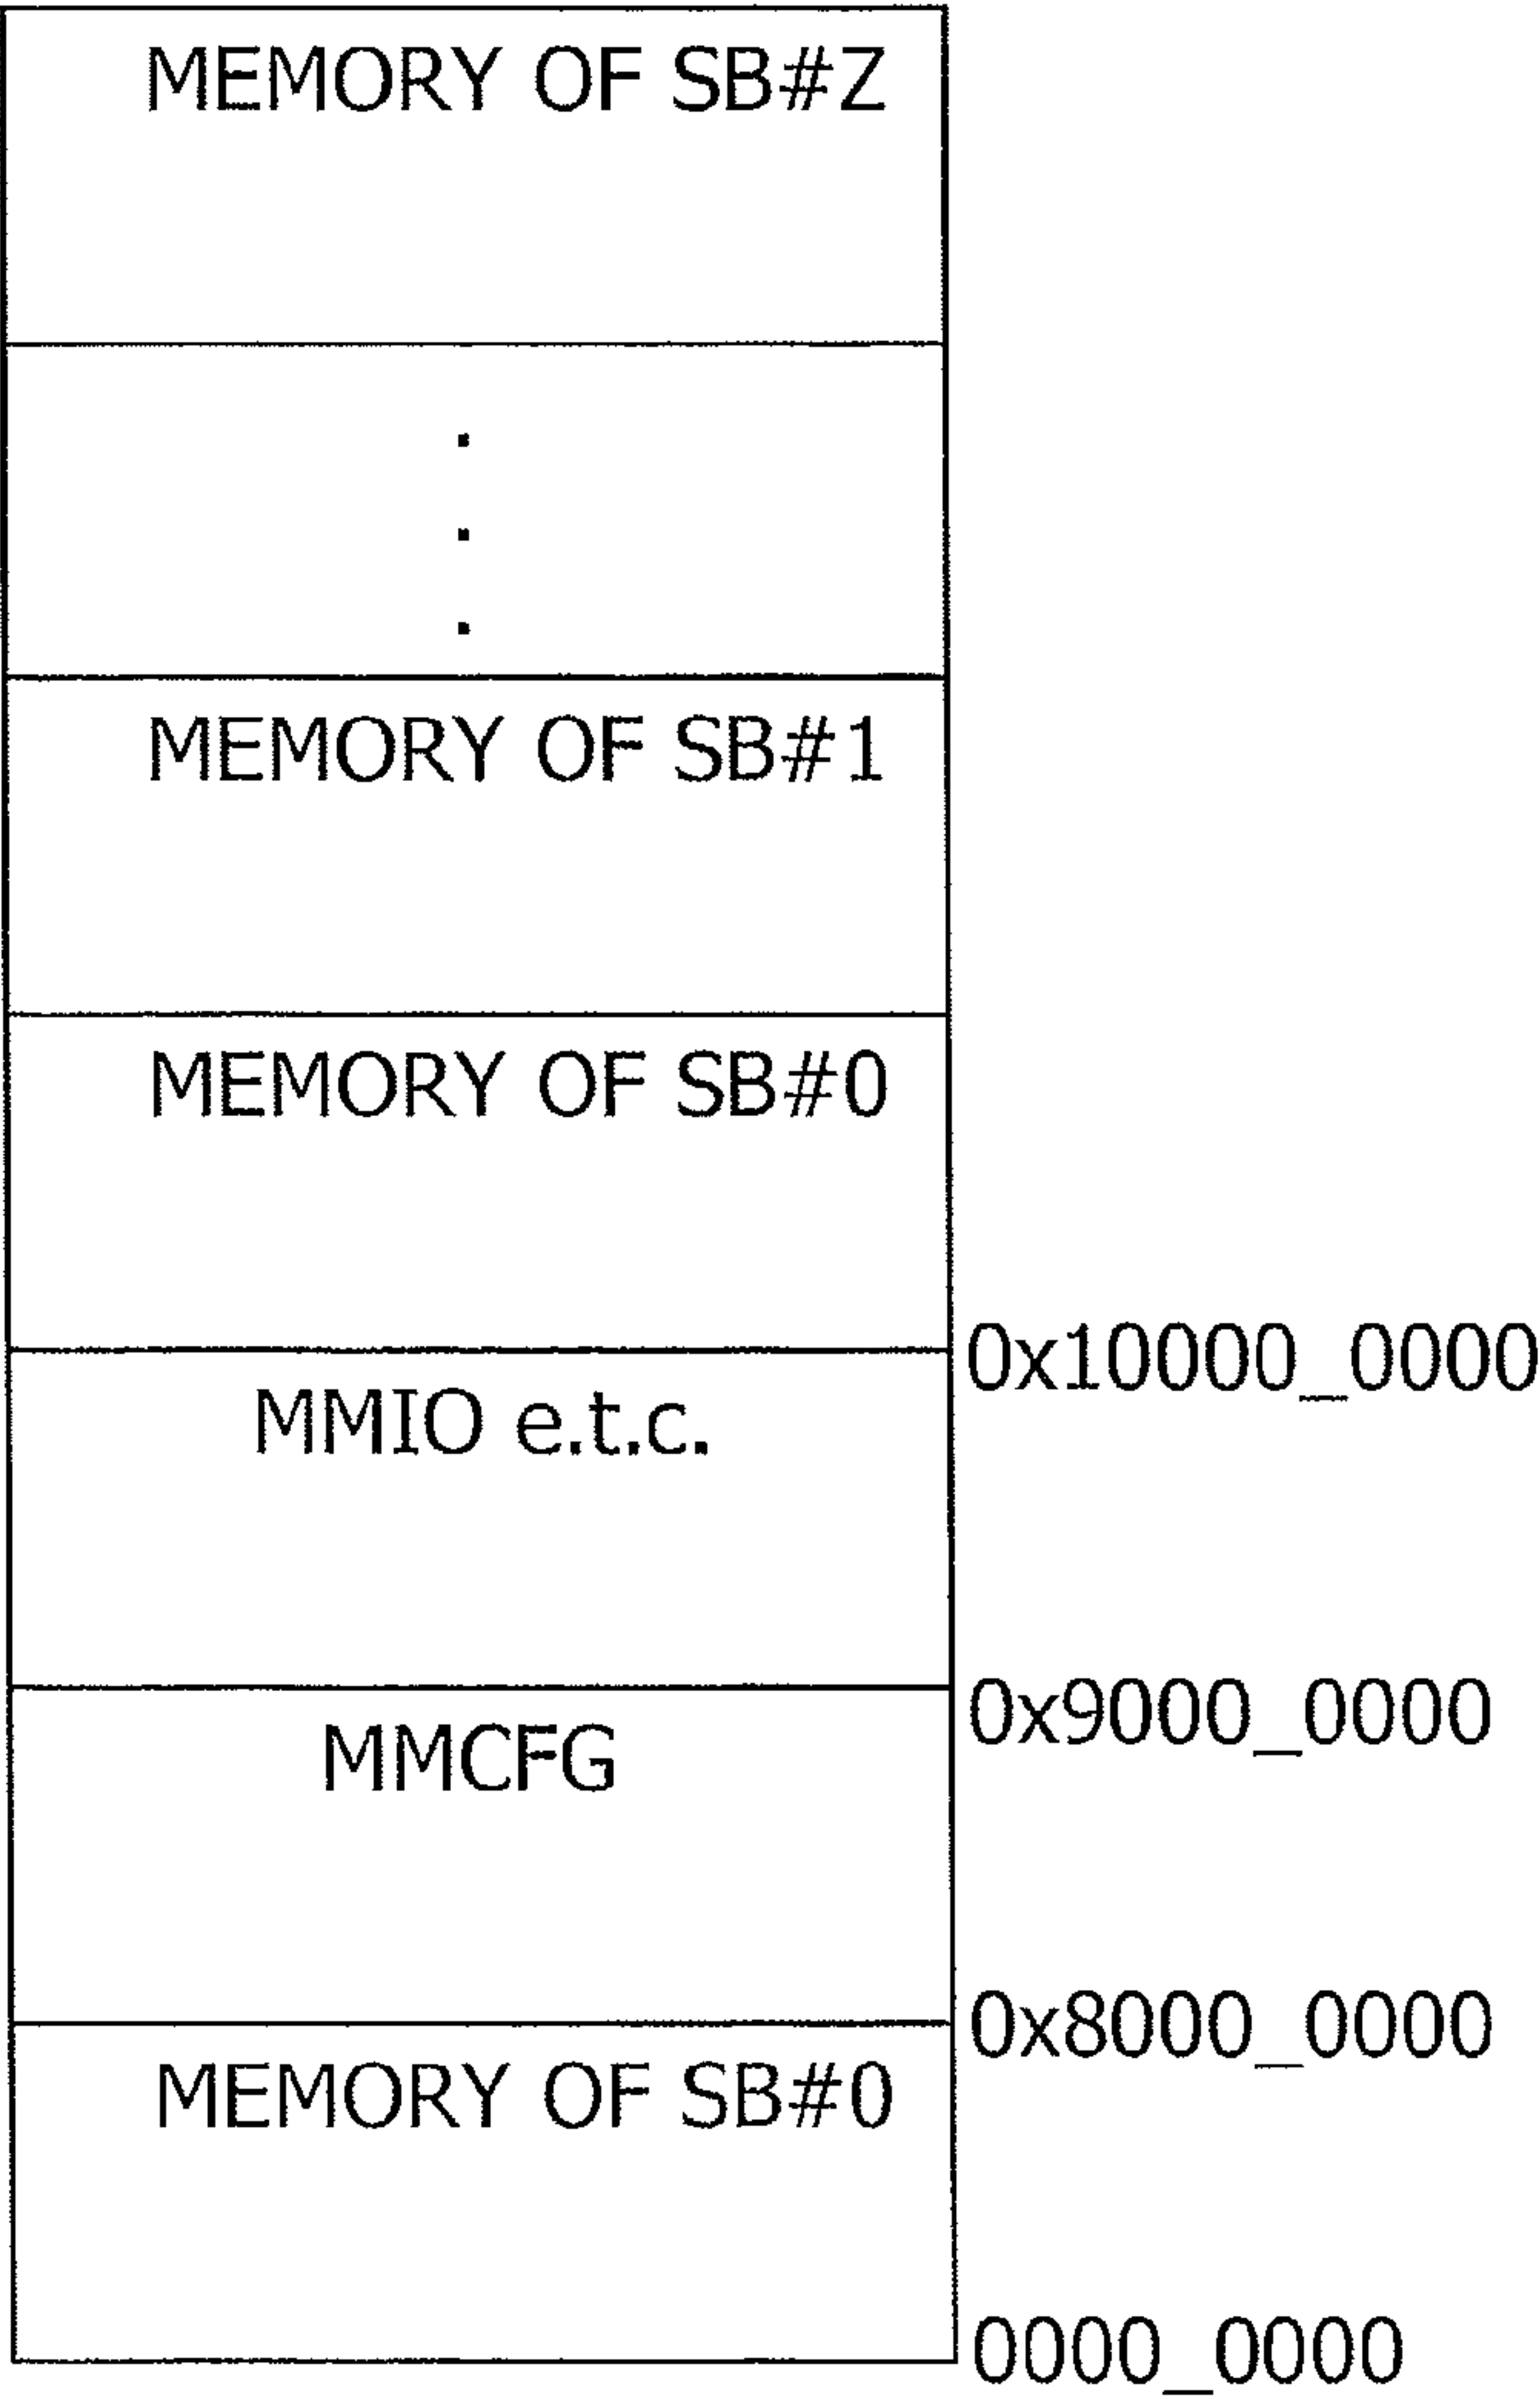 MEMORY OF SB#Z
.
.
.
MEMORY OF SB#1
MEMORY OF SB#0
0x10000_0000
MMIO e.t.c.
0x9000_0000
MMCFG
0x8000_0000
MEMORY OF SB#0
0000_0000